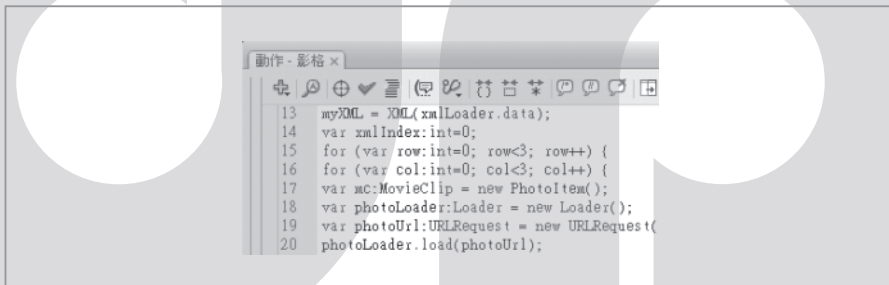 動作 - 影格 ×
13 myXML = XML(xmlLoader.data);
14 var xmlIndex:int=0;
15 for (var row:int=0; row<3; row++) {
16 for (var col:int=0; col<3; col++) {
17 var mc:MovieClip = new PhotoItem();
18 var photoLoader:Loader = new Loader();
19 var photoUrl:URLRequest = new URLRequest(
20 photoLoader.load(photoUrl);